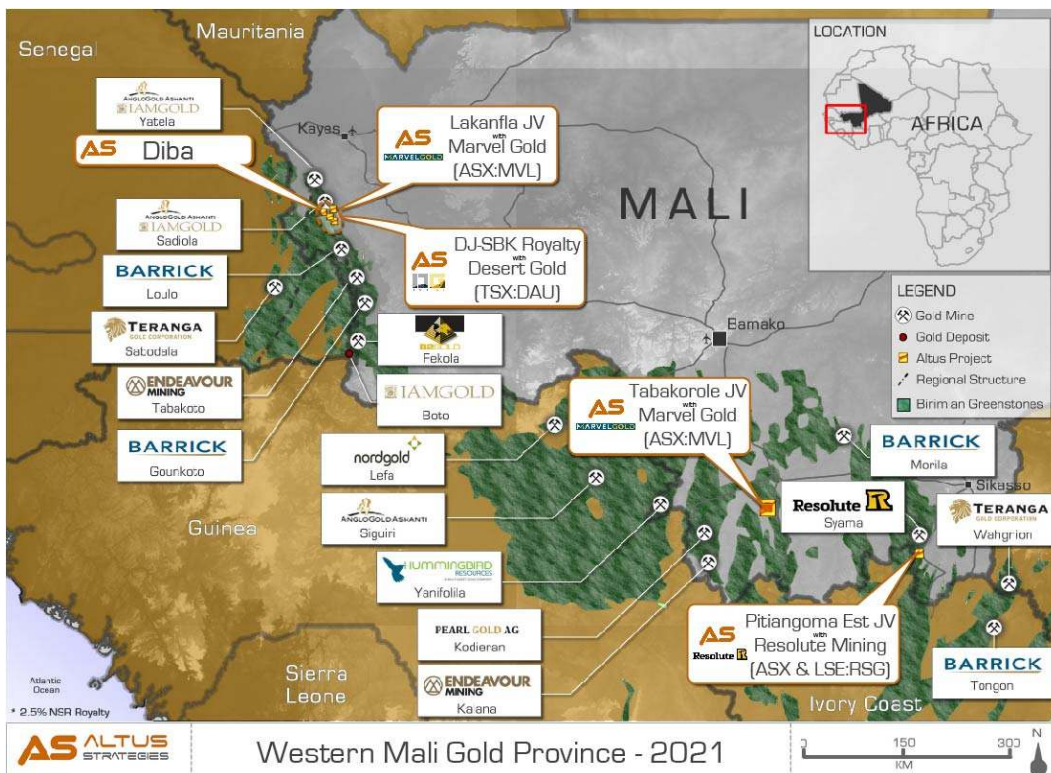 Mauritania
Senegal
LOCATION
AFRICA
ANGLOGOLD ASHANTI
IAMGOLD
Yatela
Kayes
AS
Lakanfla JV
with
MARVELGOLD
Marvel Gold
(ASX:MVL)
AS
Diba
MALI
ANGLOGOLD ASHANTI
IAMGOLD
Sadiola
AS
DJ-SBK Royalty
with
Desert Gold
(TSX:DAU)
BARRICK
Loulo
LEGEND
Gold Mine
Gold Deposit
Altus Project
Regional Structure
Birimian Greenstones
TERANGA
GOLD CORPORATION
Sabodala
Fekola
Bamako
ENDEAVOUR
MINING
Tabakoto
IAMGOLD
Boto
AS
Tabakorole JV
with
MARVELGOLD
Marvel Gold
(ASX:MVL)
BARRICK
Gounkoto
nordgold
Lefa
BARRICK
Morila
Sikasso
Guinea
ANGLOGOLD ASHANTI
Siguiri
Resolute
Syama
TERANGA
GOLD CORPORATION
Wahgnion
HUMMINGBIRD
RESOURCES
Yanifolila
PEARL GOLD AG
Kodieran
AS
Pitiangoma Est JV
with
Resolute
Resolute Mining
(ASX & LSE:RSG)
BARRICK
Tongon
Sierra
Leone
ENDEAVOUR
MINING
Kalana
Ivory Coast
Atlantic
Ocean
* 2.5% NSR Royalty
AS ALTUS
STRATEGIES
Western Mali Gold Province - 2021
0 150 300
KM
N